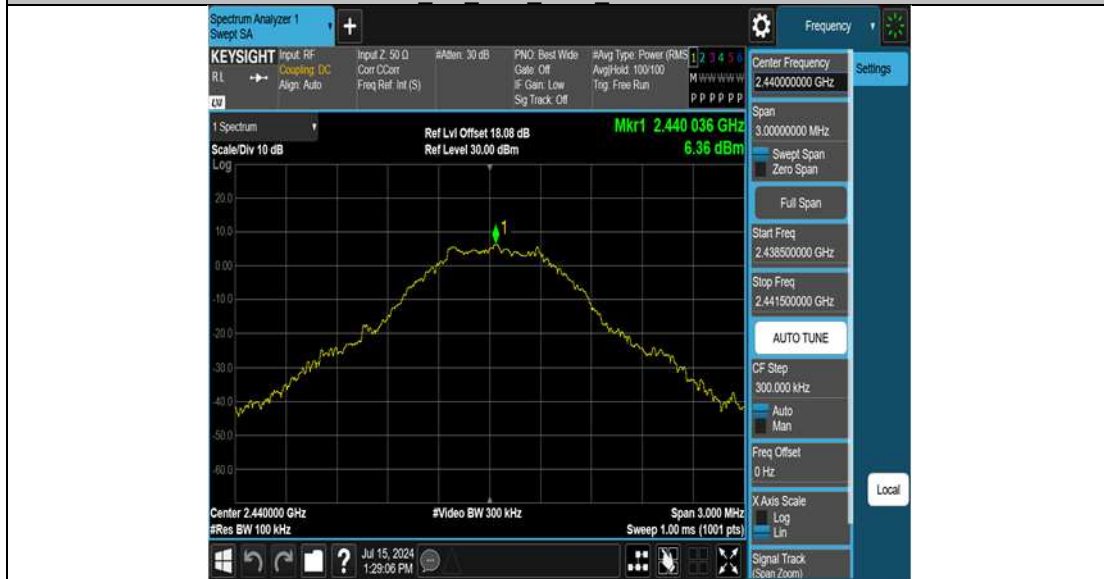 Spectrum Analyzer 1
Swept SA
+
Frequency
KEYSIGHT
RL
LXI
Input: RF
Coupling: DC
Align: Auto
Input Z: 50 Ω
Corr CCorr
Freq Ref: Int (S)
#Atten: 30 dB
PNO: Best Wide
Gate: Off
IF Gain: Low
Sig Track: Off
#Avg Type: Power (RMS
Avg|Hold: 100/100
Trig: Free Run
1 2 3 4 5 6
M W W W W W
P P P P P P
1 Spectrum
Scale/Div 10 dB
Log
Ref Lvl Offset 18.08 dB
Ref Level 30.00 dBm
Mkr1 2.440 036 GHz
6.36 dBm
1
20.0
10.0
0.00
-10.0
-20.0
-30.0
-40.0
-50.0
-60.0
Center 2.440000 GHz
#Res BW 100 kHz
#Video BW 300 kHz
Span 3.000 MHz
Sweep 1.00 ms (1001 pts)
Center Frequency
2.440000000 GHz
Settings
Span
3.00000000 MHz
Swept Span
Zero Span
Full Span
Start Freq
2.438500000 GHz
Stop Freq
2.441500000 GHz
AUTO TUNE
CF Step
300.000 kHz
Auto
Man
Freq Offset
0 Hz
X Axis Scale
Log
Lin
Local
Signal Track
(Span Zoom)
?
Jul 15, 2024
1:29:06 PM